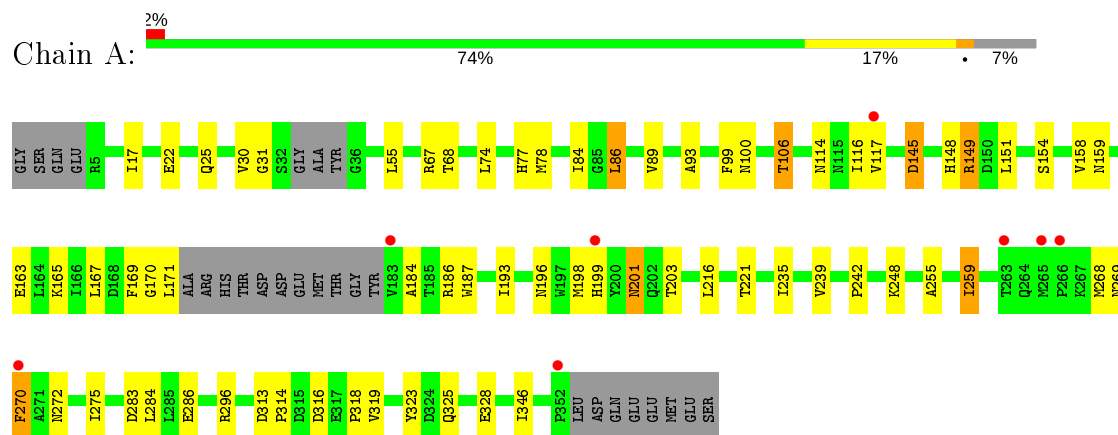 2%
Chain A:
74% 17% • 7%
GLY SER GLN GLU R5 I17 E22 Q25 V30 G31 S32 GLY ALA TYR G36 L55 R67 T68 L74 H77 M78 I84 G85 L86 V89 A93 F99 N100 T106 N114 N115 I116 V117 D145 H148 R149 D150 L151 S154 V158 N159
E163 L164 K165 I166 L167 D168 F169 G170 L171 ALA ARG HIS THR ASP ASP GLU MET THR GLY TYR V183 A184 T185 R186 W187 I193 N196 W197 M198 H199 Y200 N201 Q202 T203 L216 T221 I235 V239 P242 K248 A255 I259 T263 Q264 M265 P266 K267 M268 N269
F270 A271 N272 I275 D283 L284 L285 E286 R296 D313 P314 D315 D316 E317 P318 V319 Y323 D324 Q325 E328 I346 P352 LEU ASP GLN GLU GLU MET GLU SER